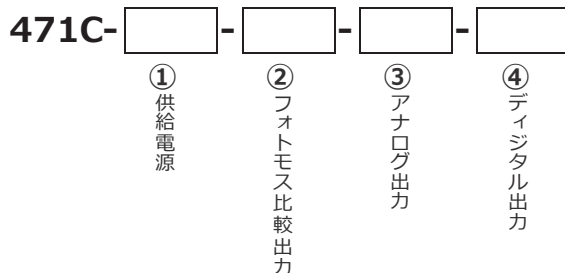 471C- - - -
① ② ③ ④
供給電源
フォトモス比較出力
アナログ出力
ディジタル出力